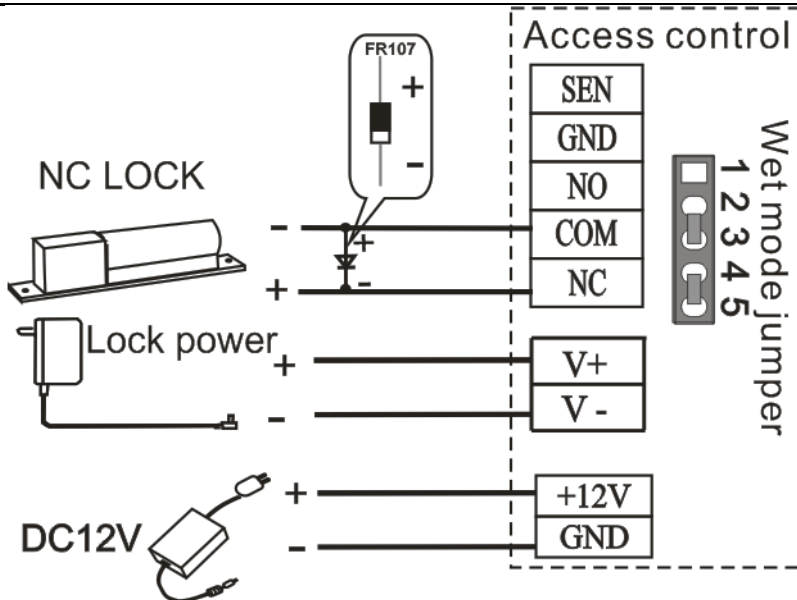 Access control
FR107
+
-
SEN
GND
NO
COM
NC
NC LOCK
-
+
+
-
Wet mode jumper
1 2 3 4 5
Lock power
+
-
V+
V -
DC12V
+
-
+12V
GND